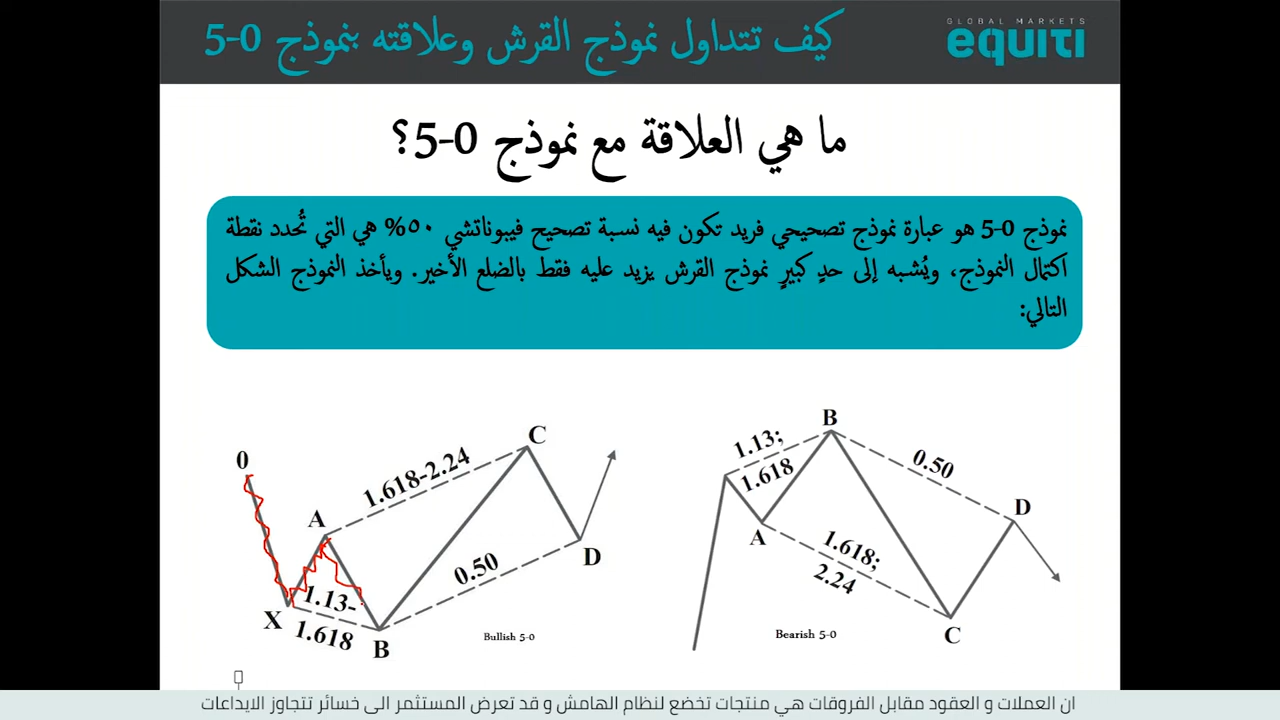 كيف تتداول نموذج القرش وعلاقته بنموذج 0-5
GLOBAL MARKETS
equiti
ما هي العلاقة مع نموذج 0-5؟
نموذج 0-5 هو عبارة نموذج تصحيحي فريد تكون فيه نسبة تصحيح فيبوناتشي ٥٠% هي التي تُحدد نقطة
اكتمال النموذج، ويُشبه إلى حدٍ كبيرٍ نموذج القرش يزيد عليه فقط بالضلع الأخير. ويأخذ النموذج الشكل
التالي:
0
A
X
B
C
D
1.618-2.24
0.50
1.13-
1.618
Bullish 5-0
B
1.13;
1.618
0.50
A
D
1.618;
2.24
C
Bearish 5-0
ان العملات و العقود مقابل الفروقات هي منتجات تخضع لنظام الهامش و قد تعرض المستثمر الى خسائر تتجاوز الايداعات